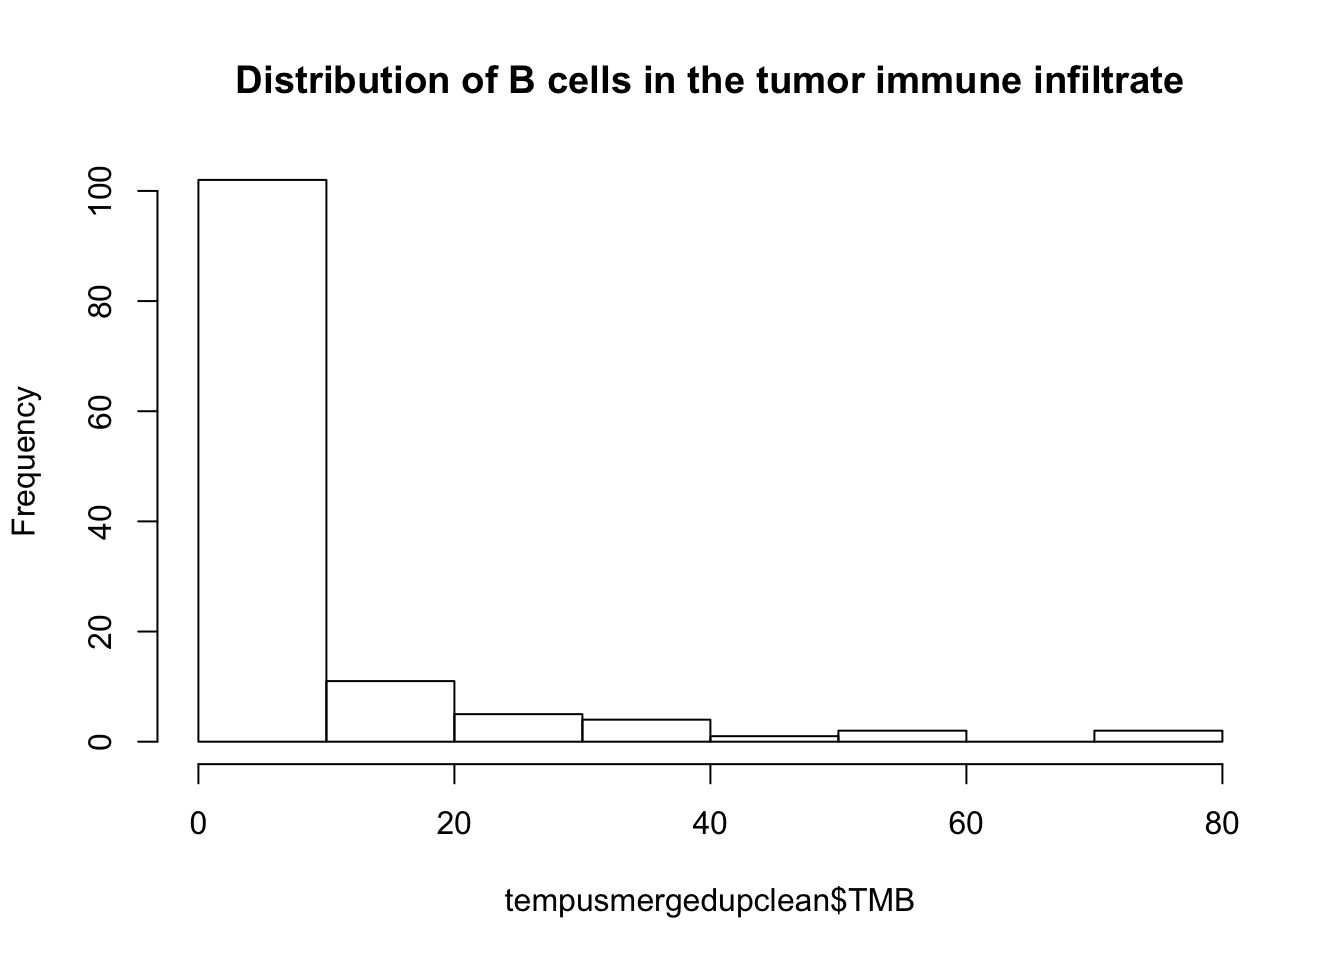 Distribution of B cells in the tumor immune infiltrate
100
80
60
40
20
0
Frequency
0 20 40 60 80
tempusmergedupclean$TMB